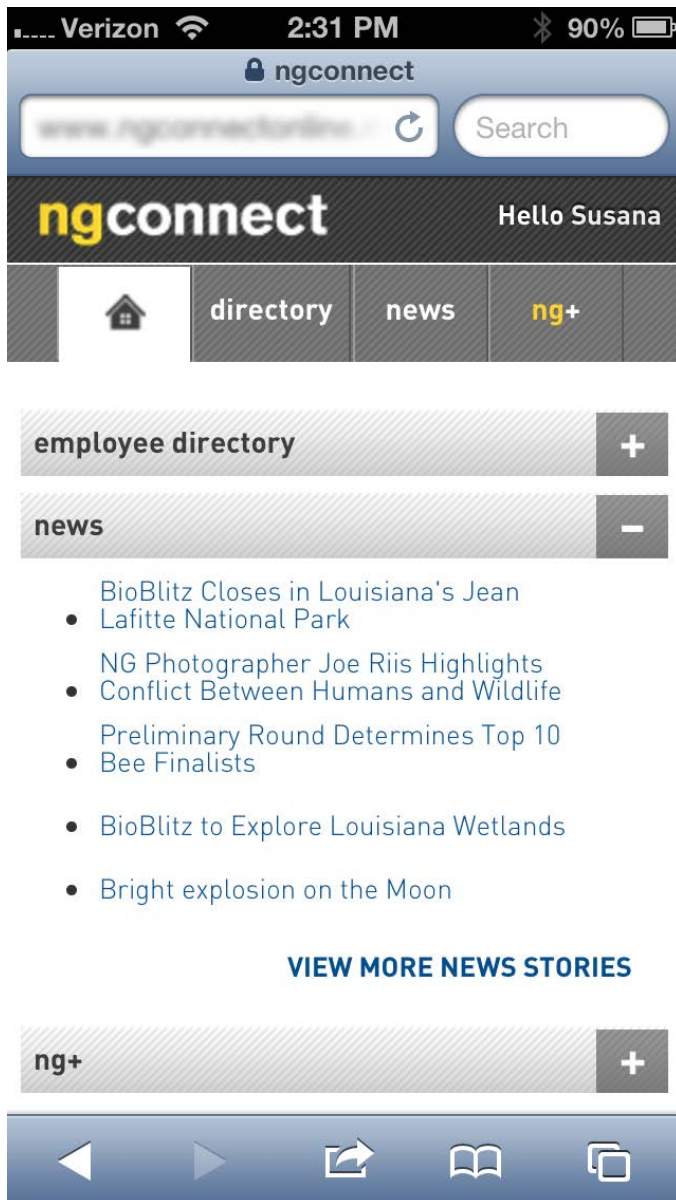 Verizon 2:31 PM 90%
ngconnect
Search
ngconnect Hello Susana
directory news ng+
employee directory +
news −
BioBlitz Closes in Louisiana's Jean
• Lafitte National Park
NG Photographer Joe Riis Highlights
• Conflict Between Humans and Wildlife
Preliminary Round Determines Top 10
• Bee Finalists
• BioBlitz to Explore Louisiana Wetlands
• Bright explosion on the Moon
VIEW MORE NEWS STORIES
ng+ +